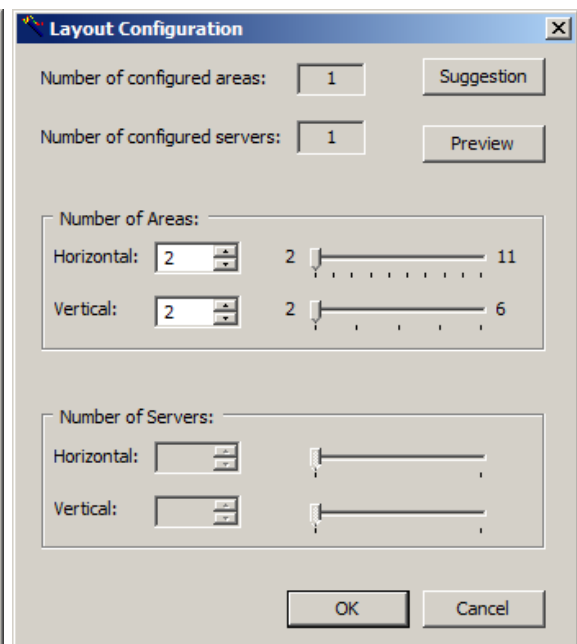 Layout Configuration
Number of configured areas: 1 Suggestion
Number of configured servers: 1 Preview
Number of Areas:
Horizontal: 2 2 11
Vertical: 2 2 6
Number of Servers:
Horizontal:
Vertical:
OK Cancel